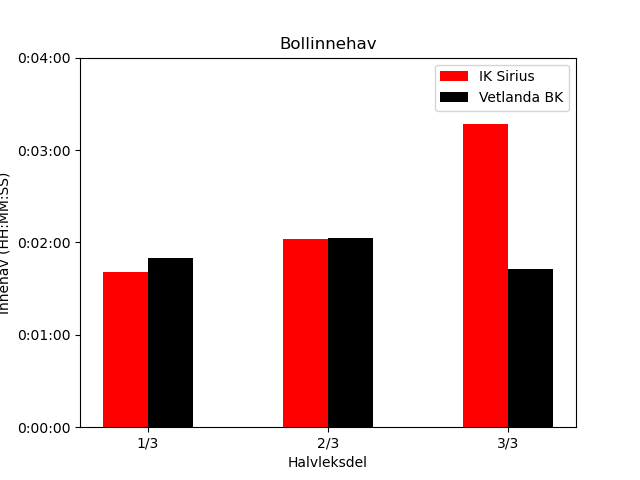 Bollinnehav
IK Sirius
Vetlanda BK
0:04:00
0:03:00
0:02:00
0:01:00
0:00:00
(HH:MM:SS)
1/3 2/3 3/3
Halvleksdel